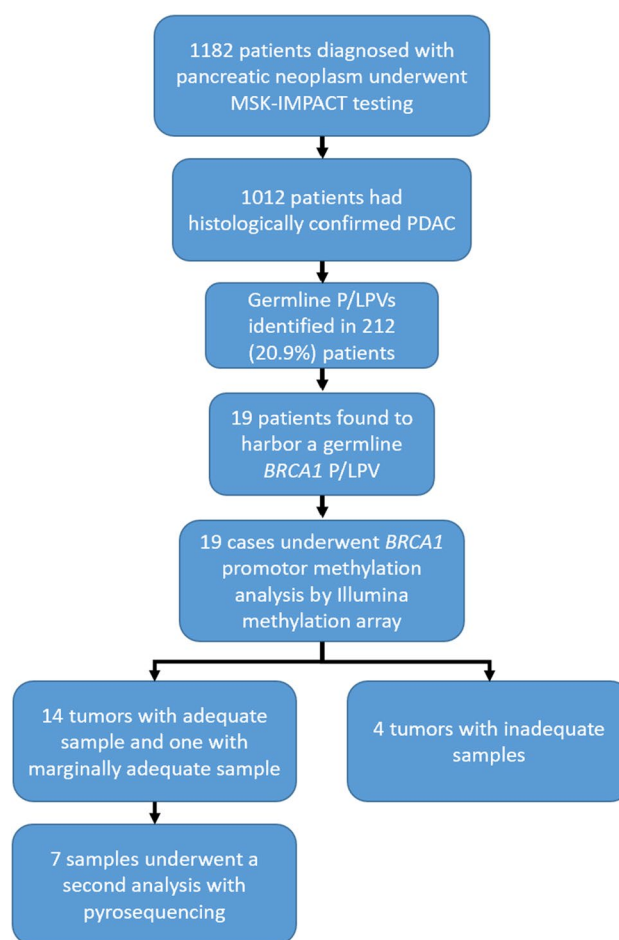 1182 patients diagnosed with
pancreatic neoplasm underwent
MSK-IMPACT testing
1012 patients had
histologically confirmed PDAC
Germline P/LPVs
identified in 212
(20.9%) patients
19 patients found to
harbor a germline
BRCA1 P/LPV
19 cases underwent BRCA1
promotor methylation
analysis by Illumina
methylation array
14 tumors with adequate
sample and one with
marginally adequate sample
4 tumors with inadequate
samples
7 samples underwent a
second analysis with
pyrosequencing